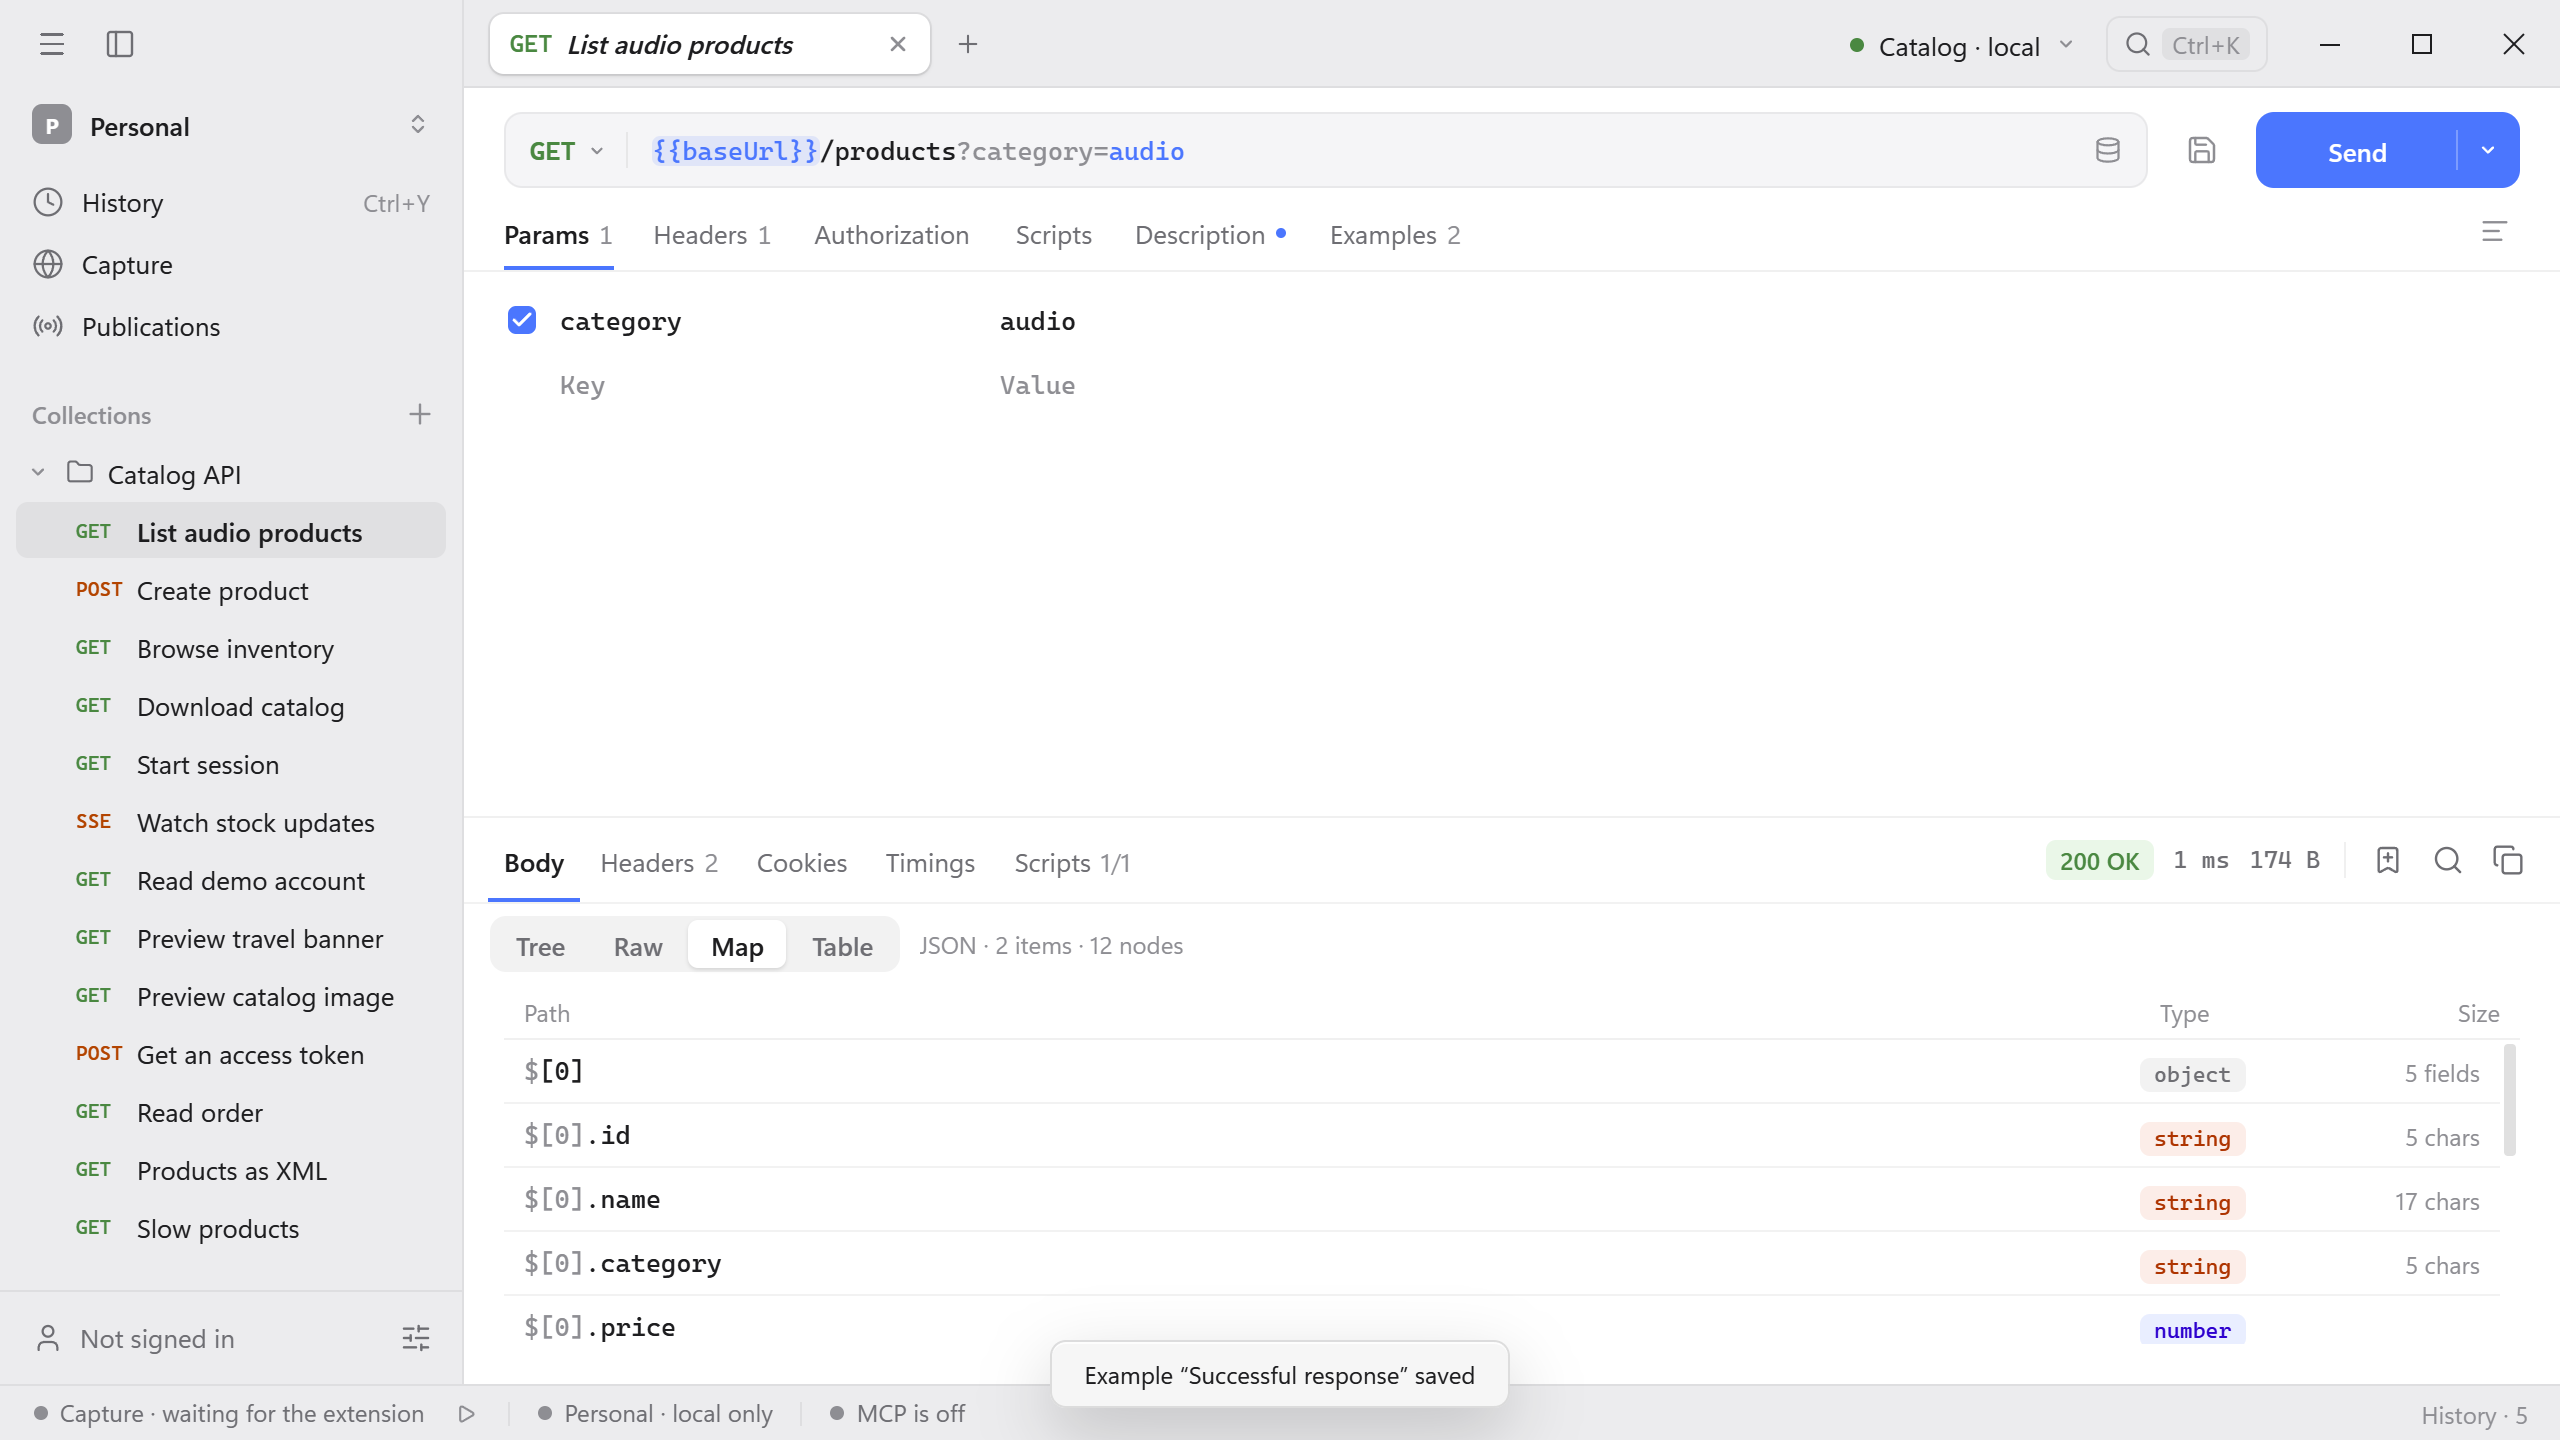 GET List audio products
Catalog · local
Ctrl+K
P Personal
History Ctrl+Y
Capture
Publications
Collections
Catalog API
GET List audio products
POST Create product
GET Browse inventory
GET Download catalog
GET Start session
SSE Watch stock updates
GET Read demo account
GET Preview travel banner
GET Preview catalog image
POST Get an access token
GET Read order
GET Products as XML
GET Slow products
Not signed in
GET {{baseUrl}}/products?category=audio
Send
Params 1 Headers 1 Authorization Scripts Description Examples 2
category audio
Key Value
Body Headers 2 Cookies Timings Scripts 1/1
200 OK 1 ms 174 B
Tree Raw Map Table JSON · 2 items · 12 nodes
Path Type Size
$[0] object 5 fields
$[0].id string 5 chars
$[0].name string 17 chars
$[0].category string 5 chars
$[0].price number
Example “Successful response” saved
Capture · waiting for the extension Personal · local only MCP is off History · 5